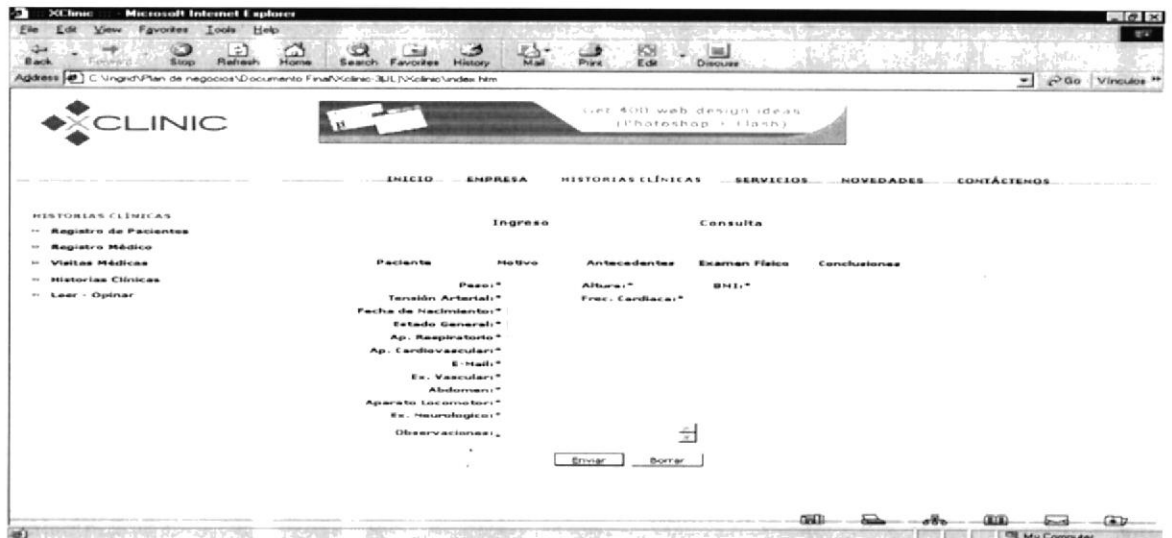 XClinic - Microsoft Internet Explorer
File Edit View Favorites Tools Help
Back Forward Stop Refresh Home Search Favorites History Mail Print Edit Discuss
Address C:\Ingrid\Plan de negocios\Documento Final\Xclinic-3JUL\Xclinic\index.htm Go Vínculos
XCLINIC
Get 400 web design ideas
(Photoshop + Flash)
INICIO EMPRESA HISTORIAS CLÍNICAS SERVICIOS NOVEDADES CONTÁCTENOS
HISTORIAS CLÍNICAS
Registro de Pacientes
Registro Médico
Visitas Médicas
Historias Clínicas
Leer - Opinar
Ingreso Consulta
Paciente Motivo Antecedentes Examen Físico Conclusiones
Peso:* Altura:* BMI:*
Tensión Arterial:* Frec. Cardiaca:*
Fecha de Nacimiento:*
Estado General:*
Ap. Respiratorio*
Ap. Cardiovascular:*
E-Mail:*
Ex. Vascular:*
Abdomen:*
Aparato Locomotor:*
Ex. Neurologico:*
Observaciones:*
Enviar Borrar
My Computer